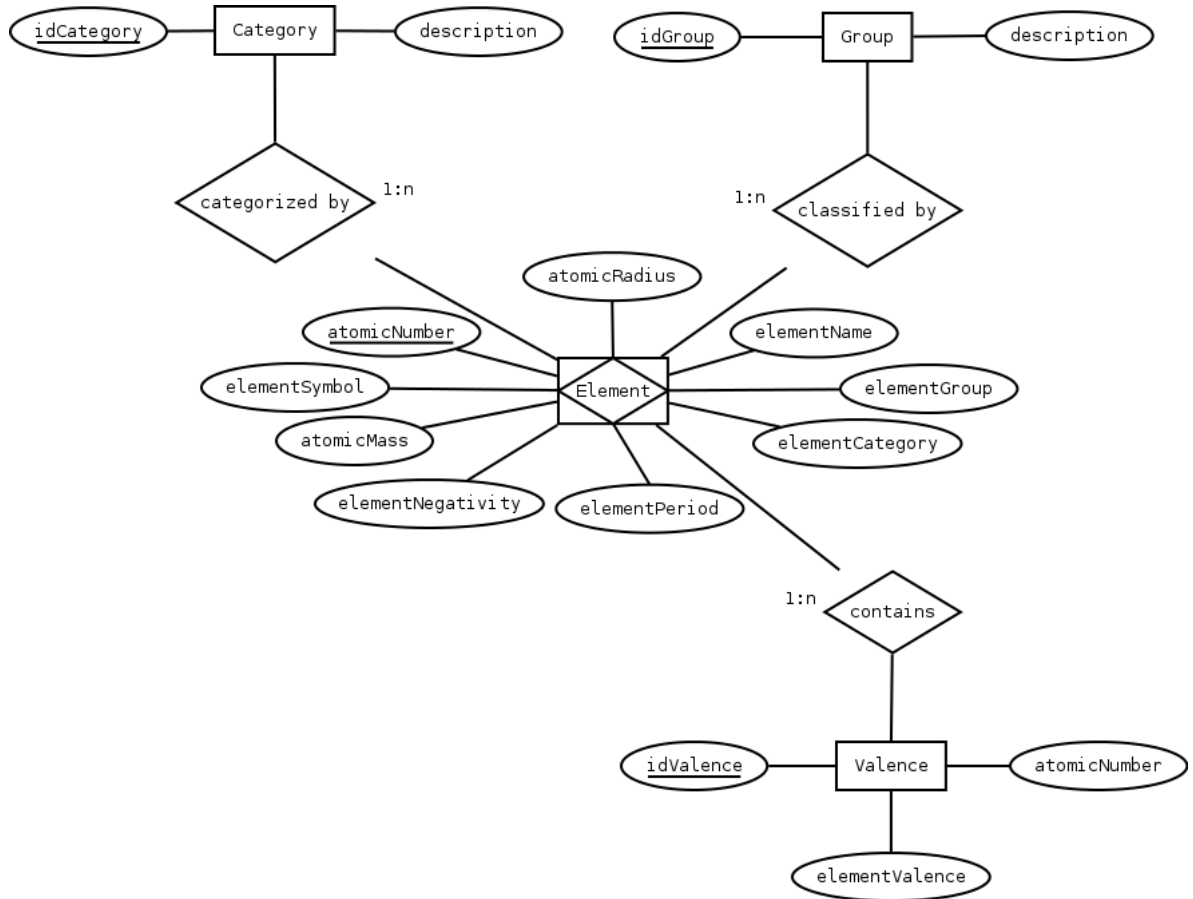 idCategory
Category
description
idGroup
Group
description
categorized by
1:n
1:n
classified by
atomicRadius
atomicNumber
elementName
elementSymbol
Element
elementGroup
atomicMass
elementCategory
elementNegativity
elementPeriod
1:n
contains
idValence
Valence
atomicNumber
elementValence